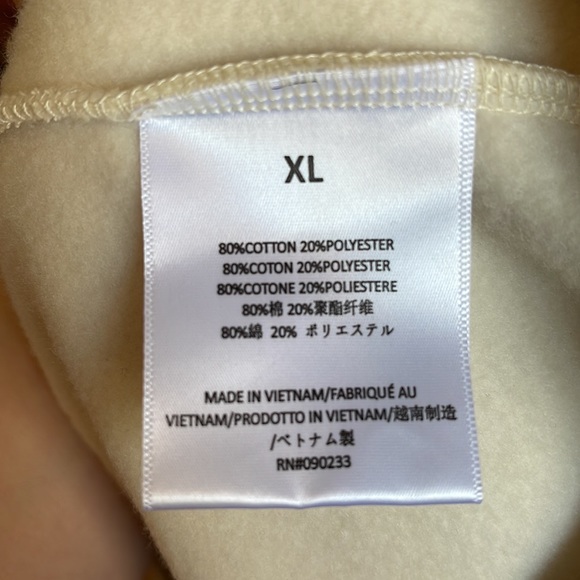 XL
80%COTTON 20%POLYESTER
80%COTON 20%POLYESTER
80%COTONE 20%POLIESTERE
80%棉 20%聚酯纤维
80%綿 20% ポリエステル
MADE IN VIETNAM/FABRIQUÉ AU
VIETNAM/PRODOTTO IN VIETNAM/越南制造
/ベトナム製
RN#090233